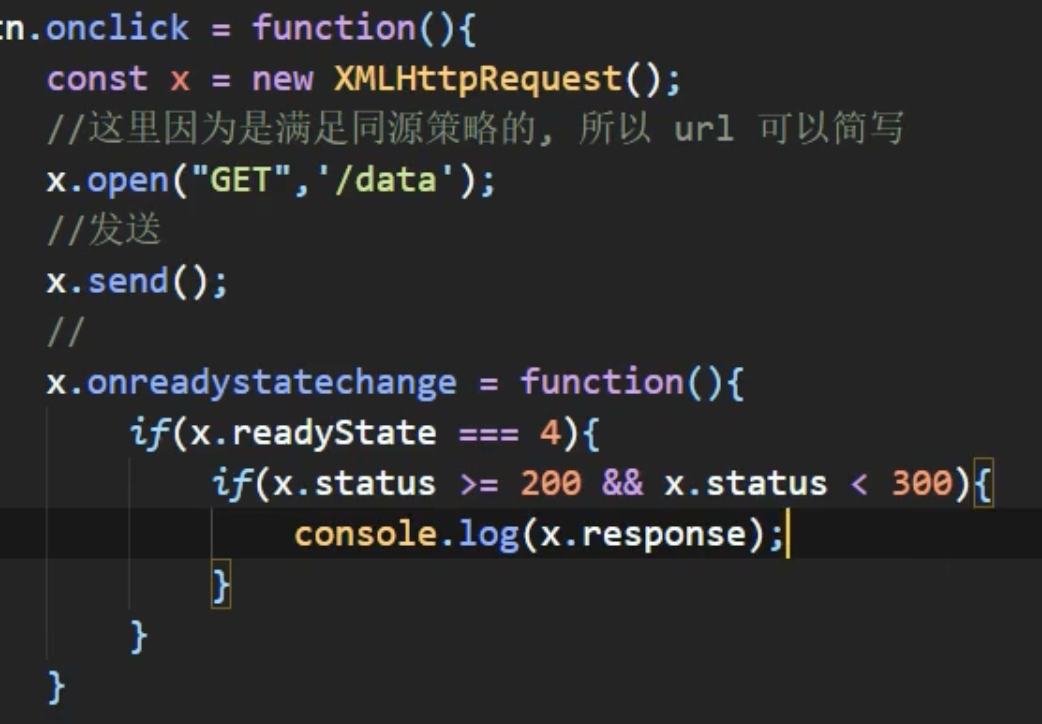 tn.onclick = function(){
const x = new XMLHttpRequest();
//这里因为是满足同源策略的, 所以 url 可以简写
x.open("GET",'/data');
//发送
x.send();
//
x.onreadystatechange = function(){
if(x.readyState === 4){
if(x.status >= 200 && x.status < 300){
console.log(x.response);
}
}
}